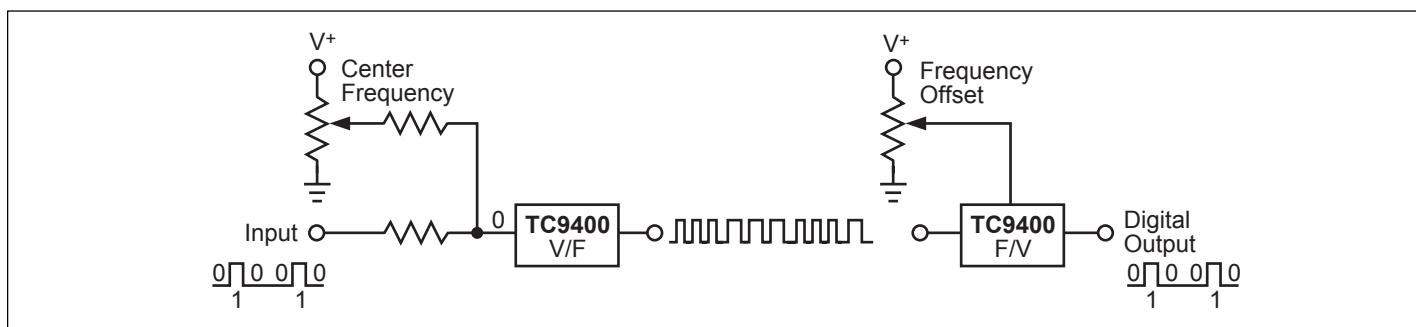 V+
Center
Frequency
V+
Frequency
Offset
Input
0
TC9400
V/F
TC9400
F/V
Digital
Output
0 0 0 0
1 1
0 0 0 0
1 1